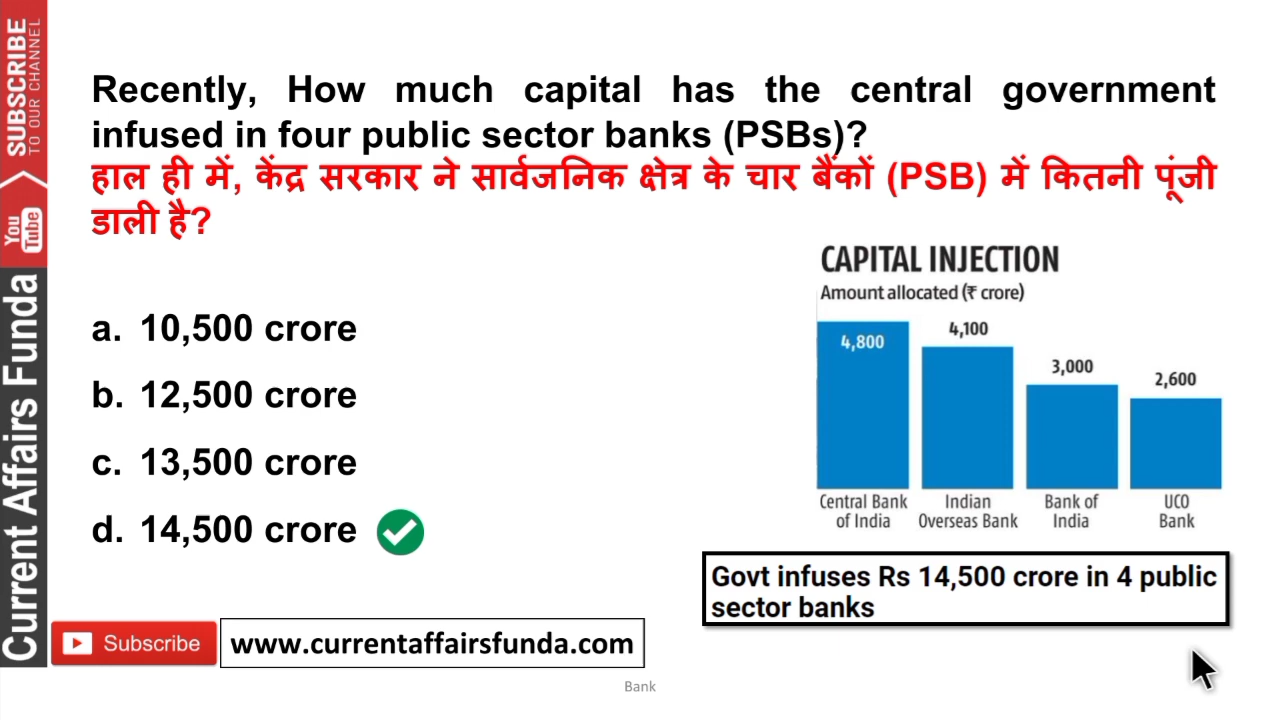 SUBSCRIBE
TO OUR CHANNEL
You
Tube
Current Affairs Funda
Recently, How much capital has the central government
infused in four public sector banks (PSBs)?
हाल ही में, केंद्र सरकार ने सार्वजनिक क्षेत्र के चार बैंकों (PSB) में कितनी पूंजी
डाली है?
a. 10,500 crore
b. 12,500 crore
c. 13,500 crore
d. 14,500 crore
CAPITAL INJECTION
Amount allocated (₹ crore)
4,800
4,100
3,000
2,600
Central Bank
of India
Indian
Overseas Bank
Bank of
India
UCO
Bank
Govt infuses Rs 14,500 crore in 4 public
sector banks
Subscribe
www.currentaffairsfunda.com
Bank